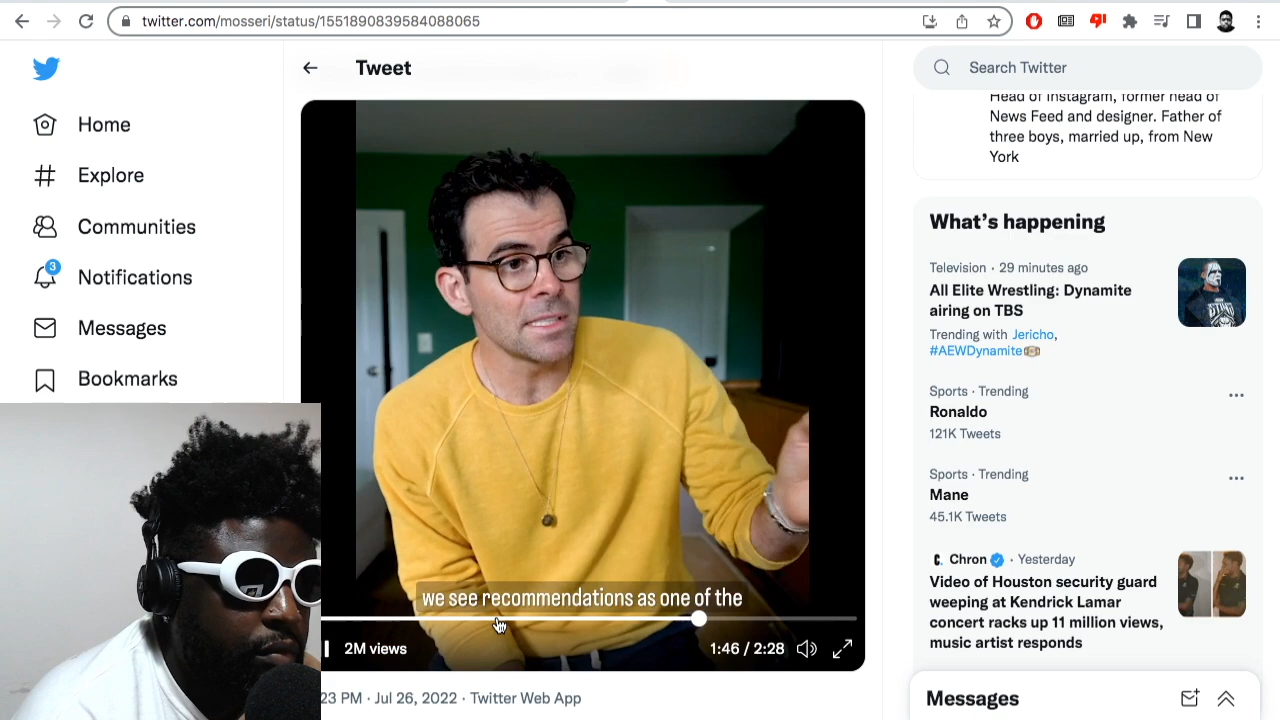 twitter.com/mosseri/status/1551890839584088065
Tweet
Search Twitter
Home
Explore
Communities
3
Notifications
Messages
Bookmarks
we see recommendations as one of the
2M views
1:46 / 2:28
23 PM · Jul 26, 2022 · Twitter Web App
Head of Instagram, former head of
News Feed and designer. Father of
three boys, married up, from New
York
What's happening
Television · 29 minutes ago
All Elite Wrestling: Dynamite
airing on TBS
Trending with Jericho,
#AEWDynamite
Sports · Trending
Ronaldo
121K Tweets
Sports · Trending
Mane
45.1K Tweets
Chron · Yesterday
Video of Houston security guard
weeping at Kendrick Lamar
concert racks up 11 million views,
music artist responds
Messages